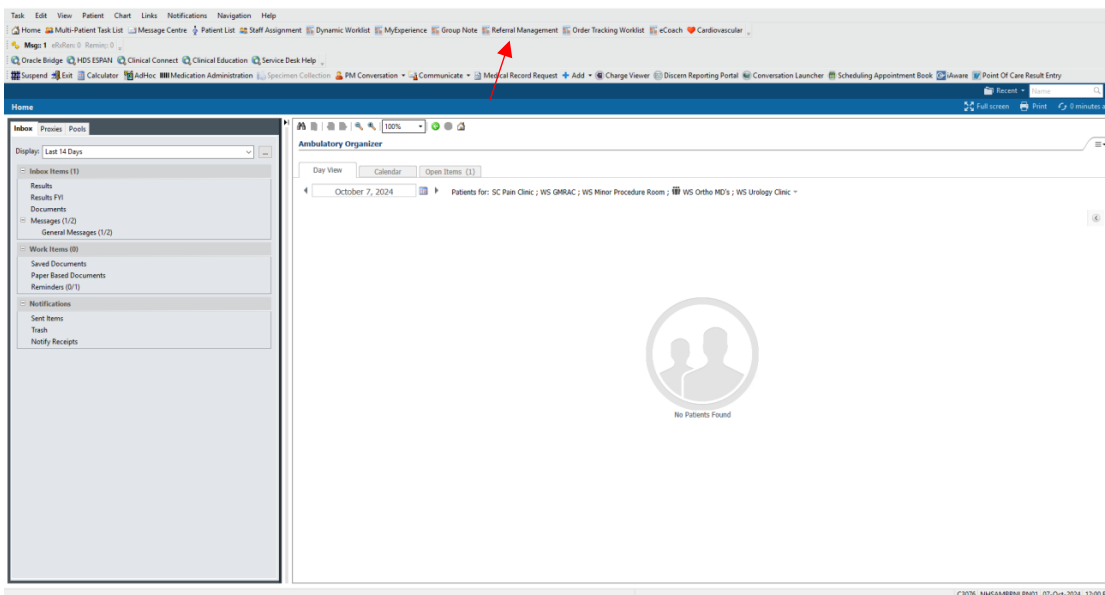 Task Edit View Patient Chart Links Notifications Navigation Help
Home Multi-Patient Task List Message Centre Patient List Staff Assignment Dynamic Worklist MyExperience Group Note Referral Management Order Tracking Worklist eCoach Cardiovascular
Msgs: 1 eRxRen: 0 Remin: 0
Oracle Bridge HDS ESPAN Clinical Connect Clinical Education Service Desk Help
Suspend Exit Calculator AdHoc Medication Administration Specimen Collection PM Conversation Communicate Medical Record Request Add Charge Viewer Discern Reporting Portal Conversation Launcher Scheduling Appointment Book iAware Point Of Care Result Entry
Recent Name
Home Full screen Print 0 minutes a
Inbox Proxies Pools
100%
Ambulatory Organizer
Display: Last 14 Days ...
Day View Calendar Open Items (1)
Inbox Items (1)
Results
Results FYI
Documents
Messages (1/2)
General Messages (1/2)
October 7, 2024 Patients for: SC Pain Clinic ; WS GMRAC ; WS Minor Procedure Room ; WS Ortho MD's ; WS Urology Clinic
Work Items (0)
Saved Documents
Paper Based Documents
Reminders (0/1)
Notifications
Sent Items
Trash
Notify Receipts
No Patients Found
07-Oct-2024